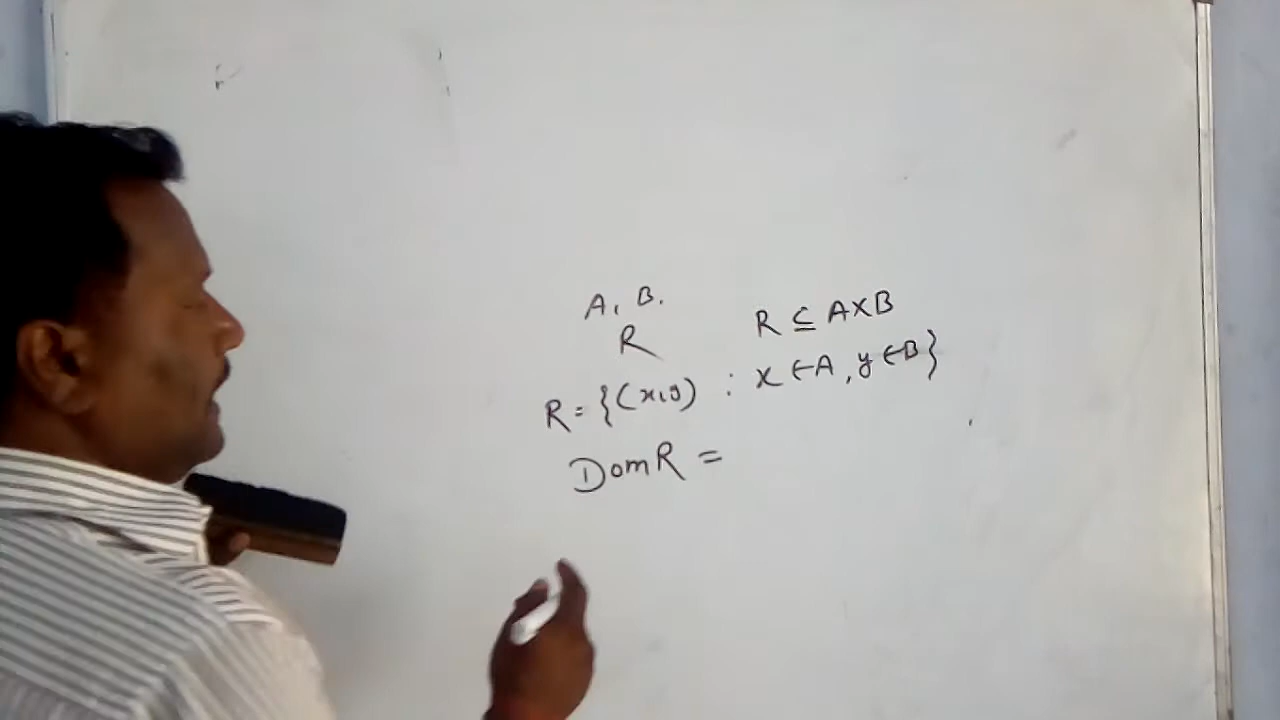 A, B.
R R ⊆ A×B
R = {(x,y) : x ∈ A, y ∈ B}
Dom R =